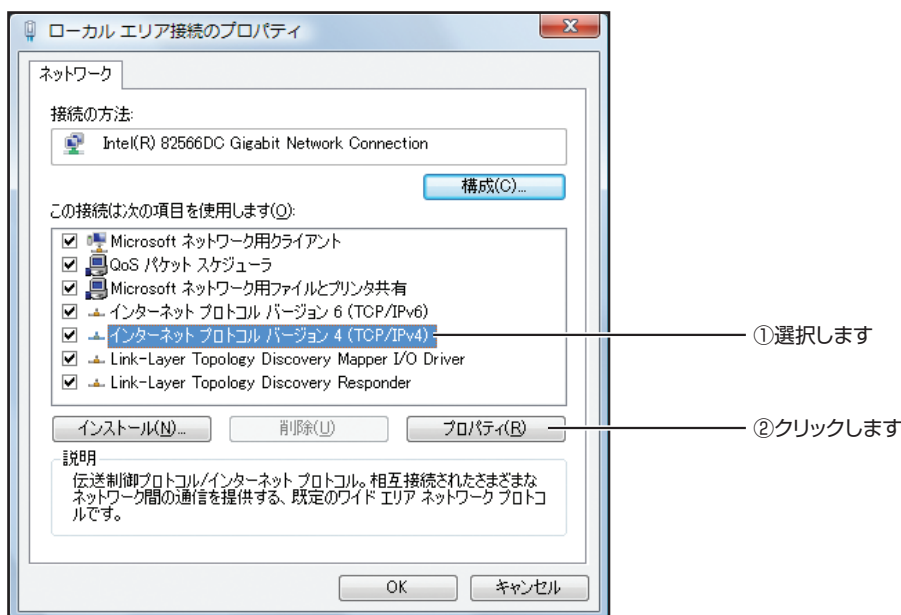 ローカル エリア接続のプロパティ
ネットワーク
接続の方法:
Intel(R) 82566DC Gigabit Network Connection
構成(C)...
この接続は次の項目を使用します(O):
Microsoft ネットワーク用クライアント
QoS パケット スケジューラ
Microsoft ネットワーク用ファイルとプリンタ共有
インターネット プロトコル バージョン 6 (TCP/IPv6)
インターネット プロトコル バージョン 4 (TCP/IPv4)
①選択します
Link-Layer Topology Discovery Mapper I/O Driver
Link-Layer Topology Discovery Responder
インストール(N)...
削除(U)
プロパティ(R)
②クリックします
説明
伝送制御プロトコル/インターネット プロトコル。相互接続されたさまざまな
ネットワーク間の通信を提供する、既定のワイド エリア ネットワーク プロトコ
ルです。
OK
キャンセル